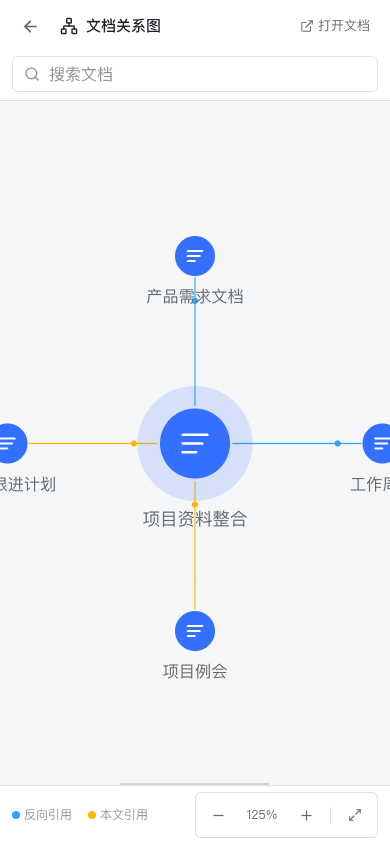 文档关系图
打开文档
搜索文档
产品需求文档
跟进计划
工作
项目资料整合
项目例会
反向引用
本文引用
125%